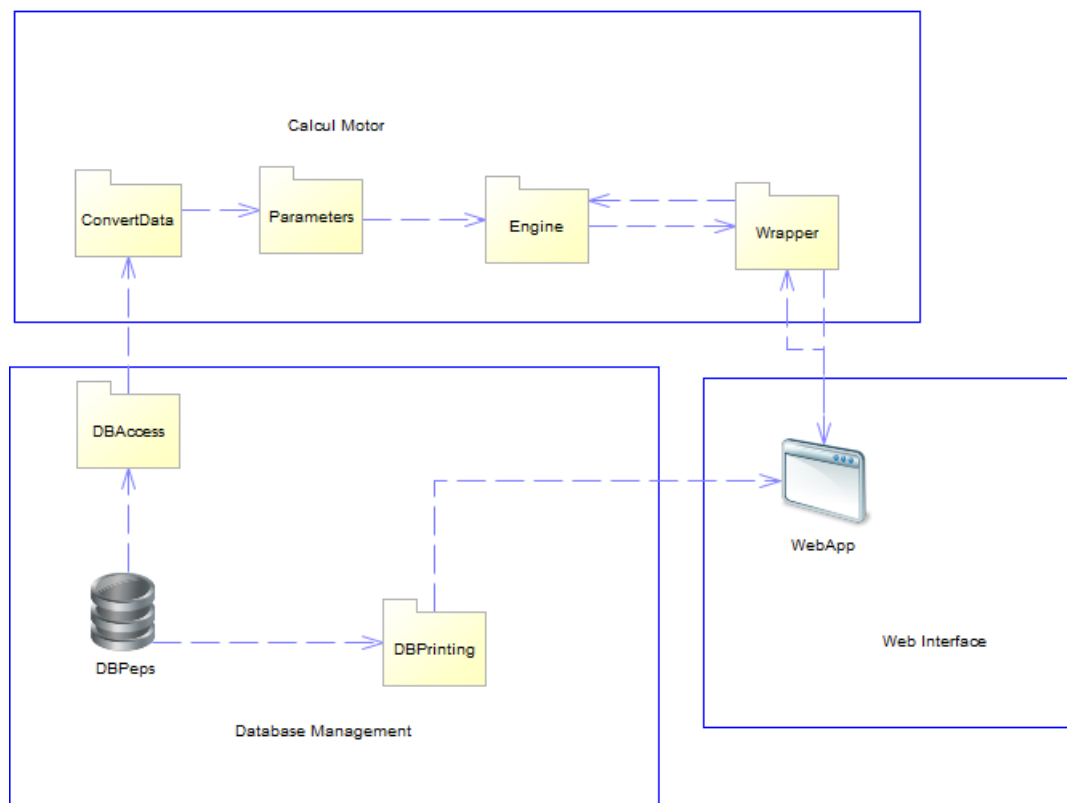 Calcul Motor
ConvertData
Parameters
Engine
Wrapper
DBAccess
WebApp
DBPeps
DBPrinting
Web Interface
Database Management